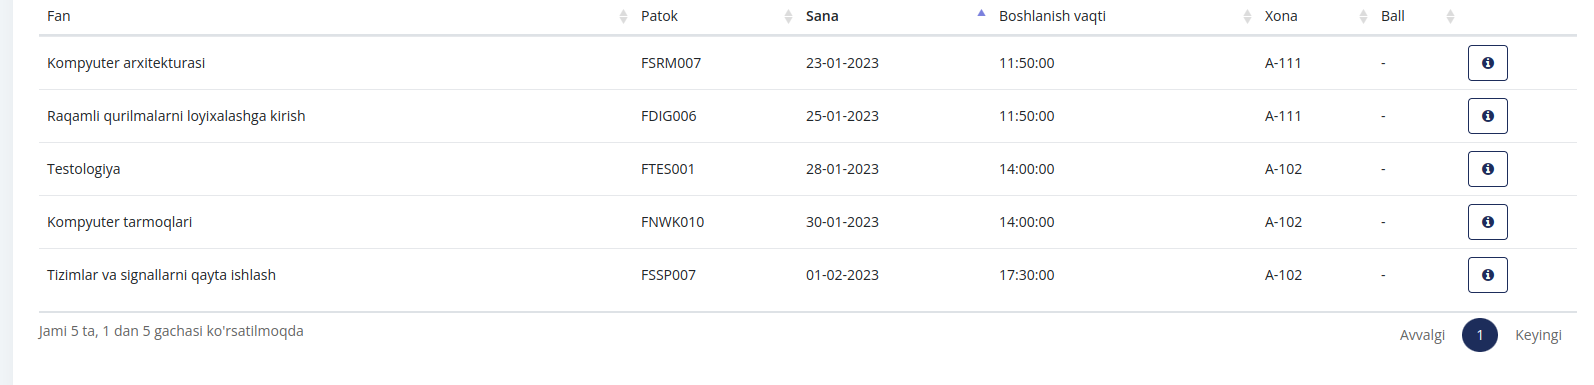 Fan Patok Sana Boshlanish vaqti Xona Ball
Kompyuter arxitekturasi FSRM007 23-01-2023 11:50:00 A-111 -
Raqamli qurilmalarni loyixalashga kirish FDIG006 25-01-2023 11:50:00 A-111 -
Testologiya FTES001 28-01-2023 14:00:00 A-102 -
Kompyuter tarmoqlari FNWK010 30-01-2023 14:00:00 A-102 -
Tizimlar va signallarni qayta ishlash FSSP007 01-02-2023 17:30:00 A-102 -
Jami 5 ta, 1 dan 5 gachasi ko'rsatilmoqda
Avvalgi 1 Keyingi